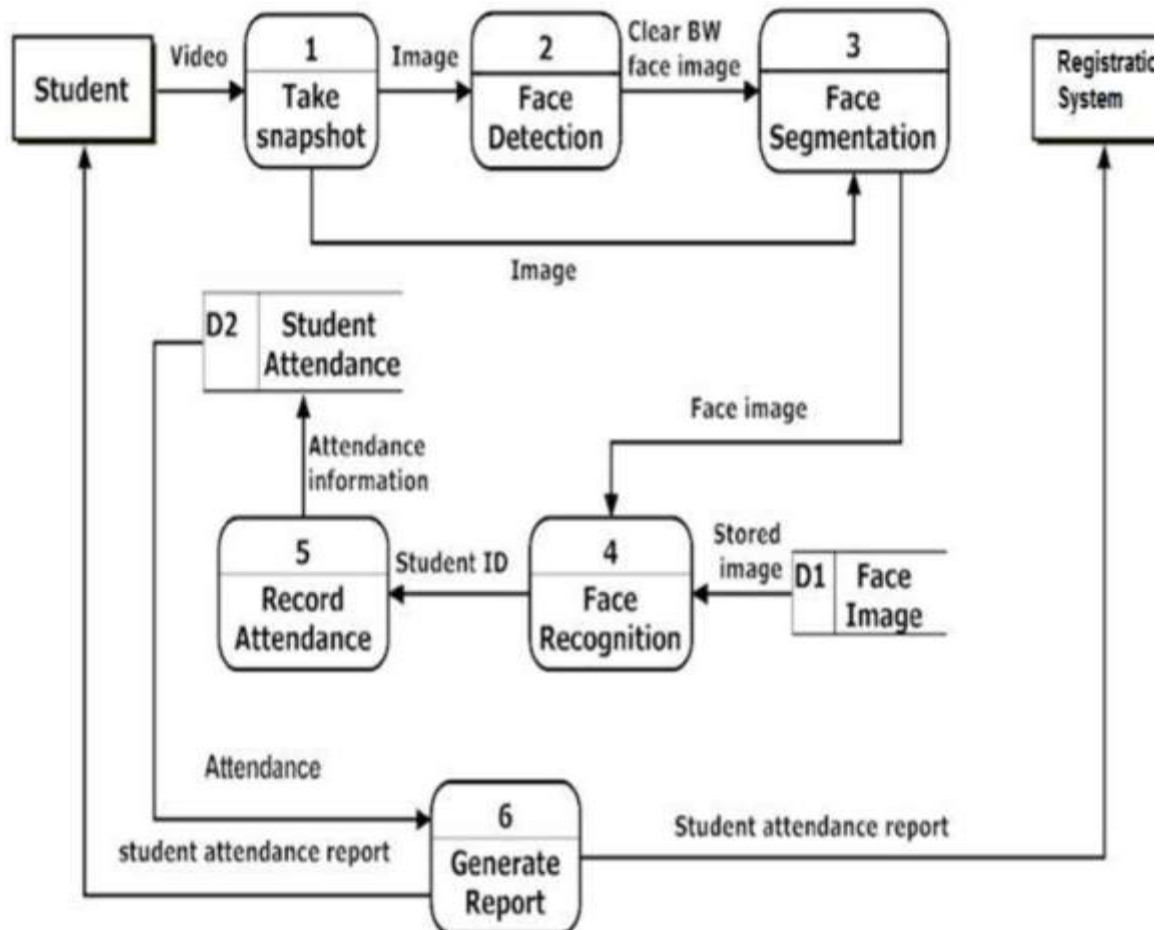 Student
Video
1
Take
snapshot
Image
2
Face
Detection
Clear BW
face image
3
Face
Segmentation
Registratio
System
Image
D2
Student
Attendance
Face image
Attendance
information
5
Record
Attendance
Student ID
4
Face
Recognition
Stored
image
D1
Face
Image
Attendance
student attendance report
6
Generate
Report
Student attendance report